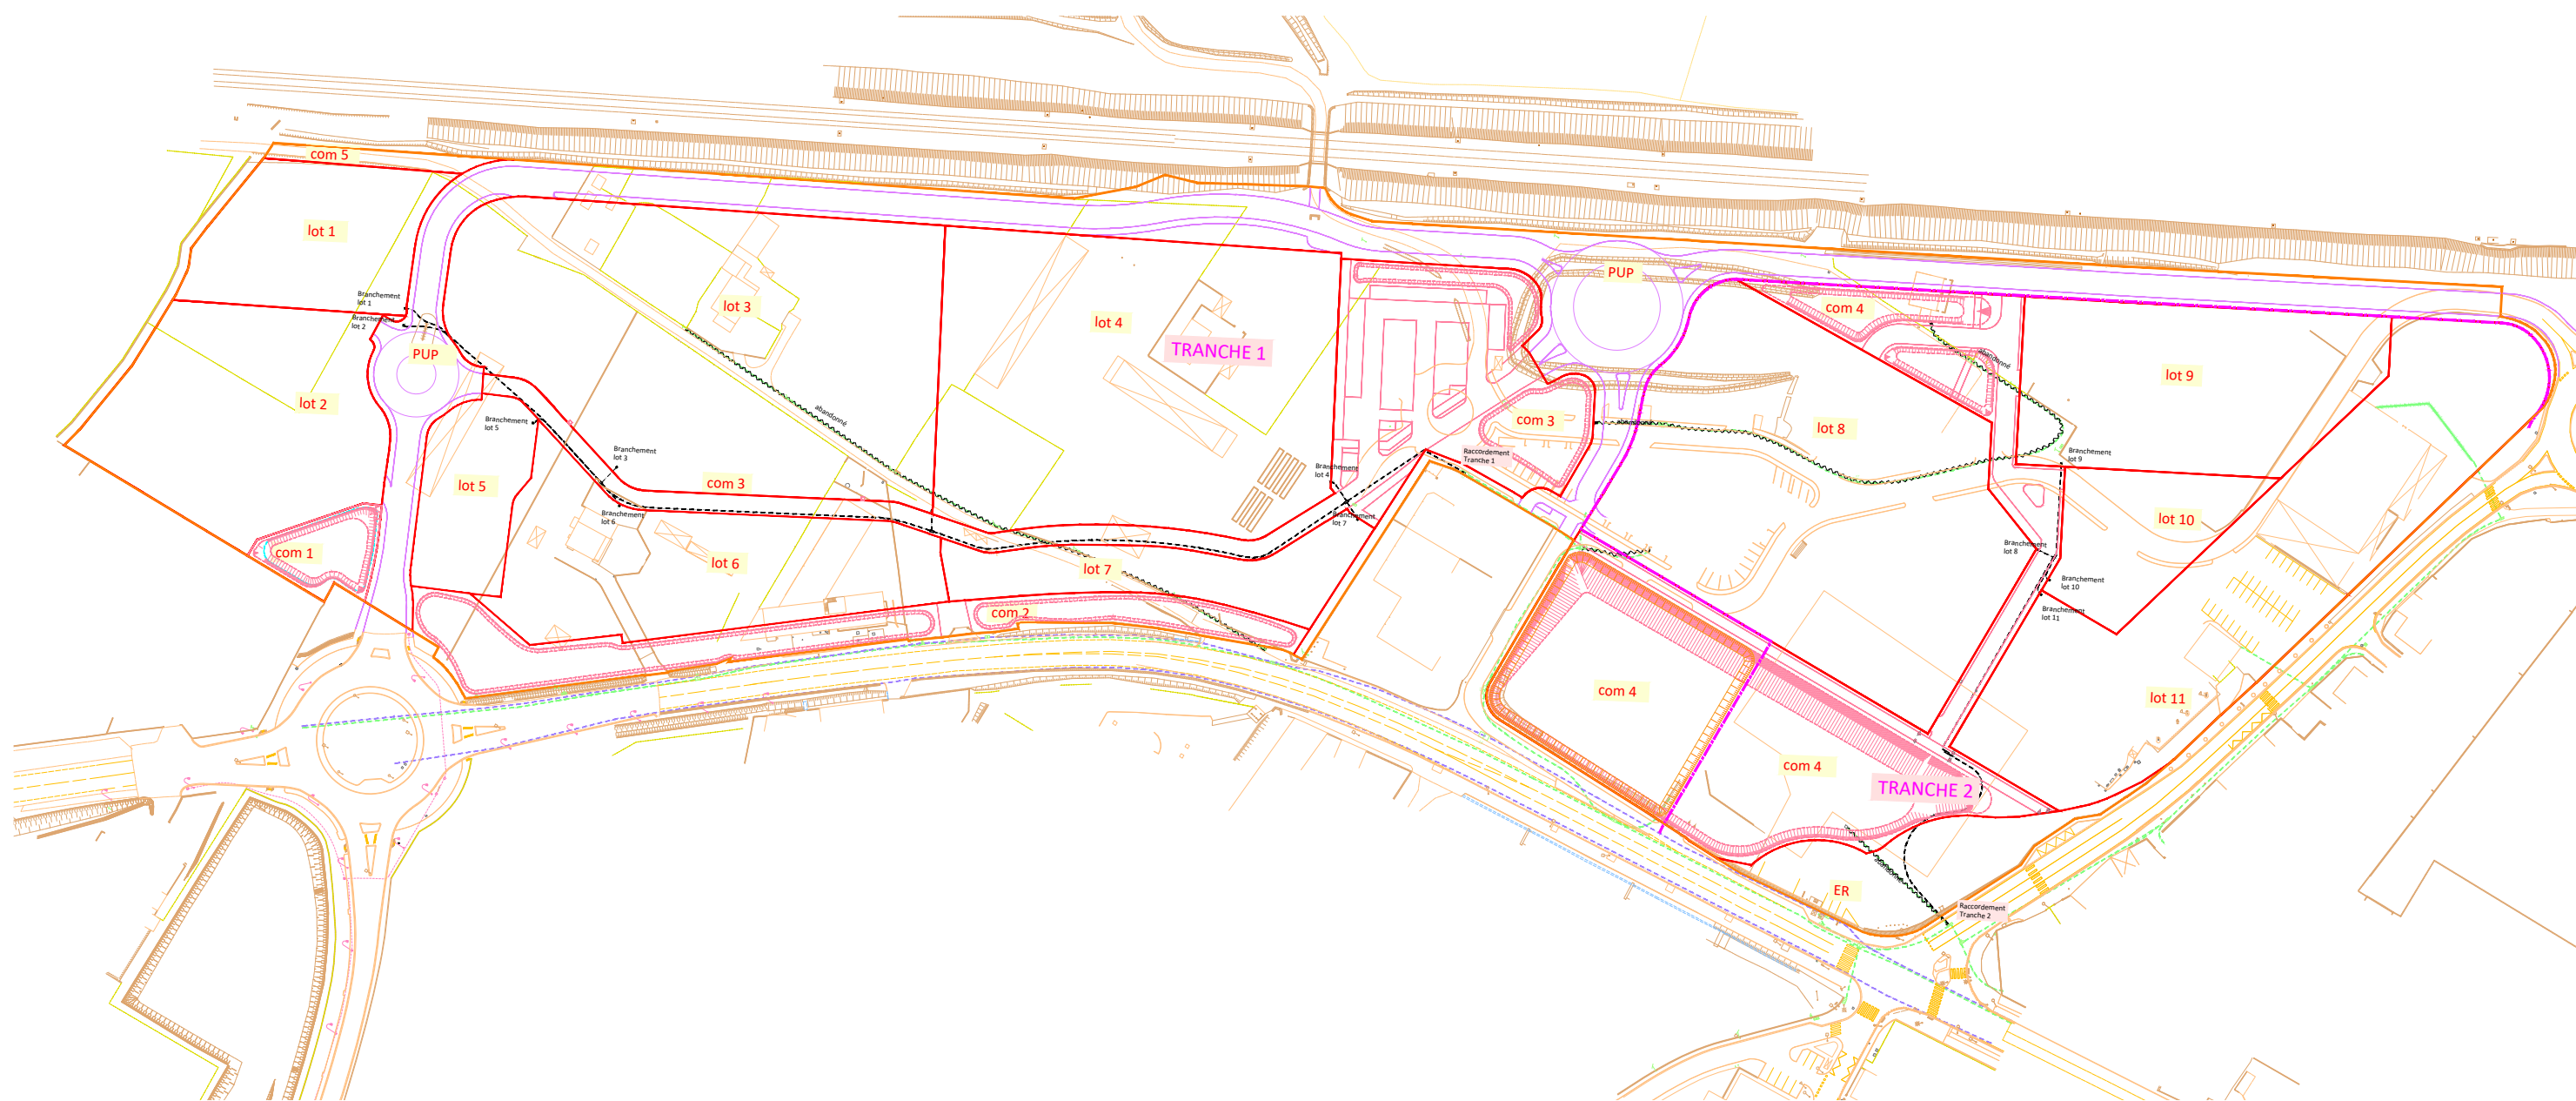 com 5
lot 1
PUP
Branchement
lot 1
lot 3
com 4
Branchement
lot 2
lot 4
TRANCHE 1
PUP
abandonné
lot 9
lot 2
abandonné
Branchement
lot 5
com 3
abandonné
lot 8
Branchement
lot 3
Raccordement
Tranche 1
Branchement
lot 9
Branchement
lot 4
lot 5
com 3
Branchement
lot 6
Branchement
lot 7
lot 10
com 1
lot 6
lot 7
Branchement
lot 8
Branchement
lot 10
com 2
Branchement
lot 11
com 4
lot 11
com 4
TRANCHE 2
abandonné
ER
Raccordement
Tranche 2